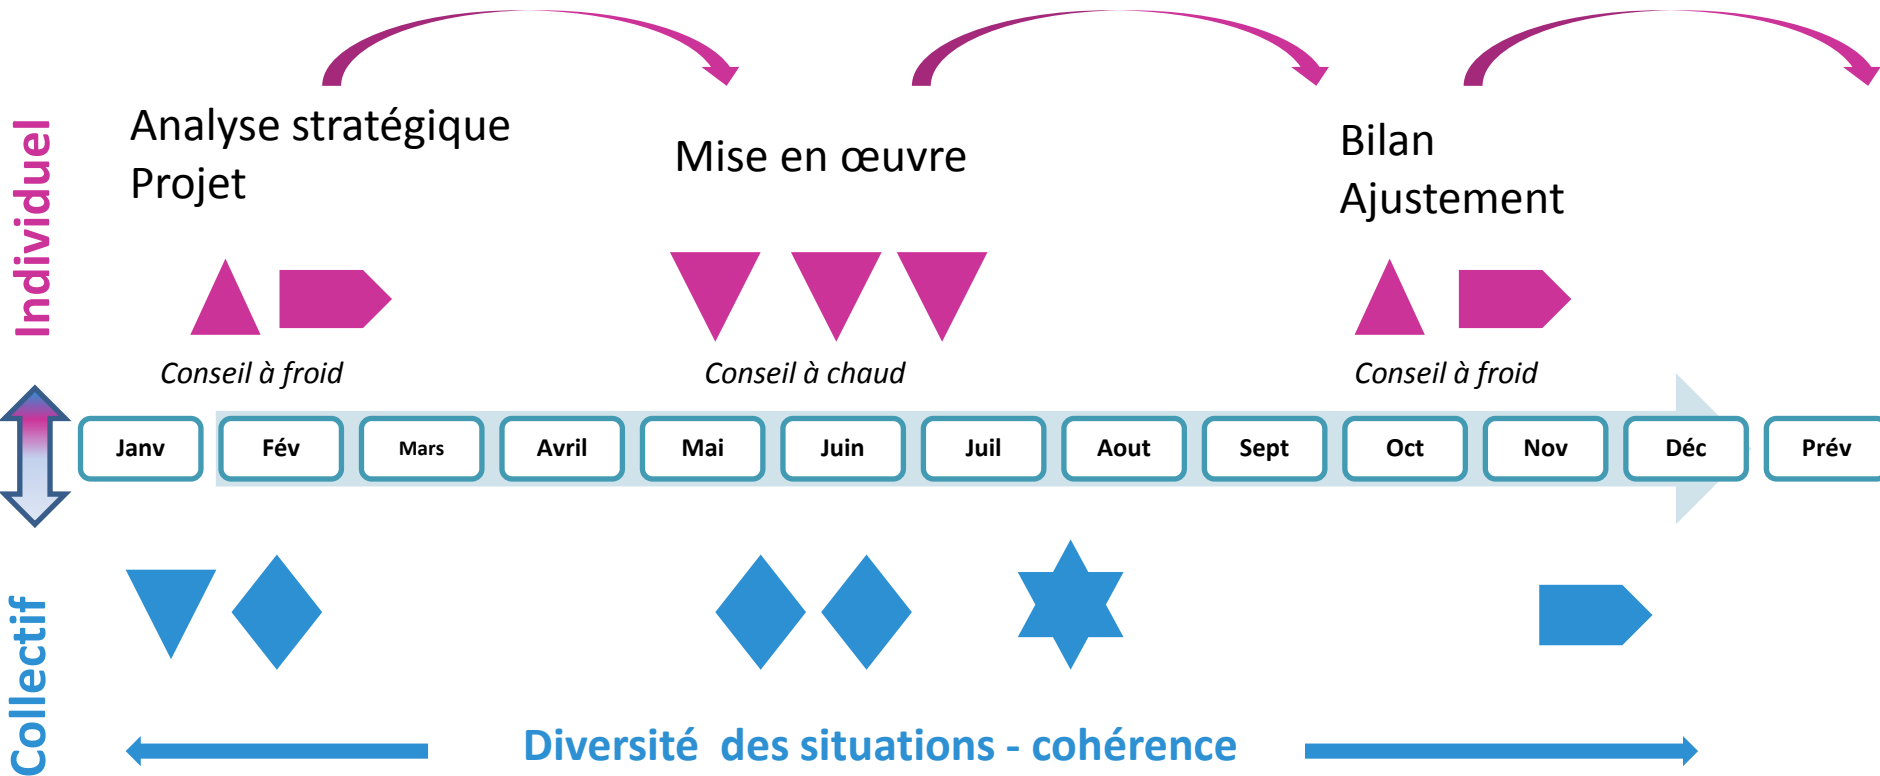 Individuel
Analyse stratégique
Projet
Mise en œuvre
Bilan
Ajustement
Conseil à froid
Conseil à chaud
Conseil à froid
Janv
Fév
Mars
Avril
Mai
Juin
Juil
Aout
Sept
Oct
Nov
Déc
Prév
Collectif
Diversité des situations - cohérence